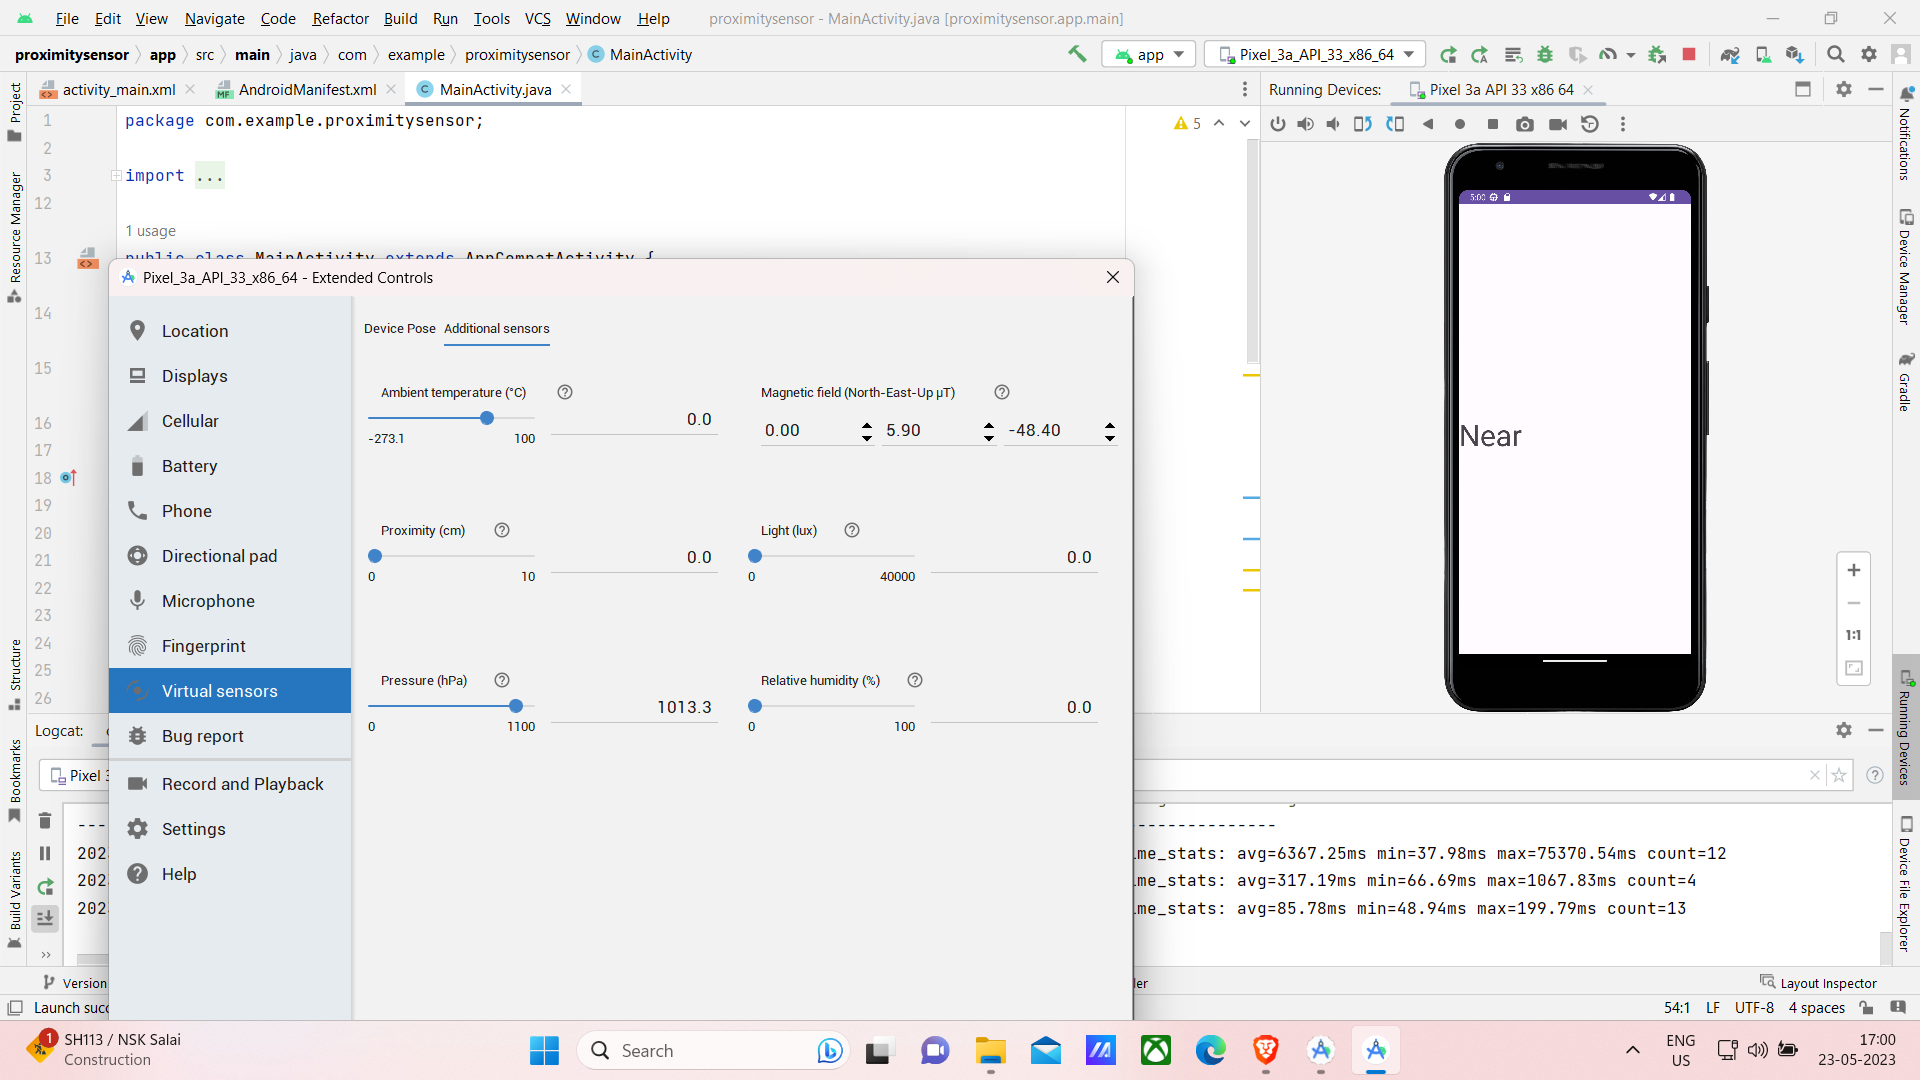 File Edit View Navigate Code Refactor Build Run Tools VCS Window Help proximitysensor - MainActivity.java [proximitysensor.app.main]
proximitysensor app src main java com example proximitysensor C MainActivity
app Pixel_3a_API_33_x86_64
activity_main.xml MF AndroidManifest.xml C MainActivity.java
Running Devices: Pixel 3a API 33 x86 64
Project
Resource Manager
Structure
Bookmarks
Build Variants
1 package com.example.proximitysensor;
5
2
3 import ...
12
1 usage
13 public class MainActivity extends AppCompatActivity {
14
15
16
17
18
19
20
21
22
23
24
25
26
Pixel_3a_API_33_x86_64 - Extended Controls
Location
Displays
Cellular
Battery
Phone
Directional pad
Microphone
Fingerprint
Virtual sensors
Bug report
Record and Playback
Settings
Help
Device Pose Additional sensors
Ambient temperature (°C)
0.0
-273.1 100
Magnetic field (North-East-Up µT)
0.00 5.90 -48.40
Proximity (cm)
0.0
0 10
Light (lux)
0.0
0 40000
Pressure (hPa)
1013.3
0 1100
Relative humidity (%)
0.0
0 100
5:00
Near
1:1
Notifications
Device Manager
Gradle
Running Devices
Device File Explorer
Logcat:
Pixel 3
---- --------------
202 me_stats: avg=6367.25ms min=37.98ms max=75370.54ms count=12
202 me_stats: avg=317.19ms min=66.69ms max=1067.83ms count=4
202 me_stats: avg=85.78ms min=48.94ms max=199.79ms count=13
Version ler Layout Inspector
Launch succ 54:1 LF UTF-8 4 spaces
1 SH113 / NSK Salai
Construction
Search
ENG
US
17:00
23-05-2023